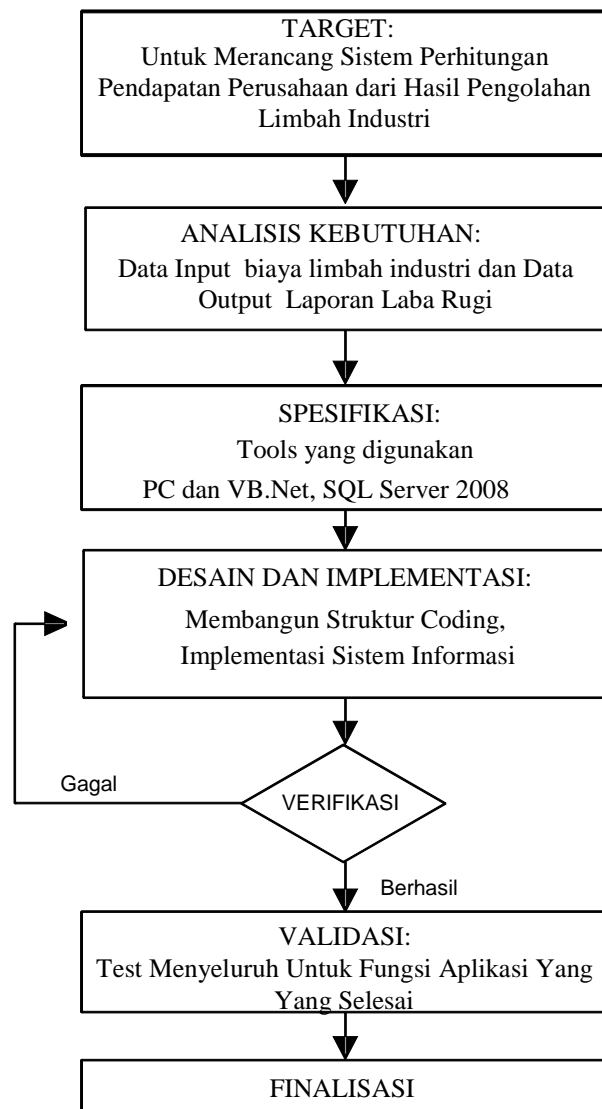 TARGET:
Untuk Merancang Sistem Perhitungan
Pendapatan Perusahaan dari Hasil Pengolahan
Limbah Industri
ANALISIS KEBUTUHAN:
Data Input biaya limbah industri dan Data
Output Laporan Laba Rugi
SPESIFIKASI:
Tools yang digunakan
PC dan VB.Net, SQL Server 2008
DESAIN DAN IMPLEMENTASI:
Membangun Struktur Coding,
Implementasi Sistem Informasi
Gagal
VERIFIKASI
Berhasil
VALIDASI:
Test Menyeluruh Untuk Fungsi Aplikasi Yang
Yang Selesai
FINALISASI